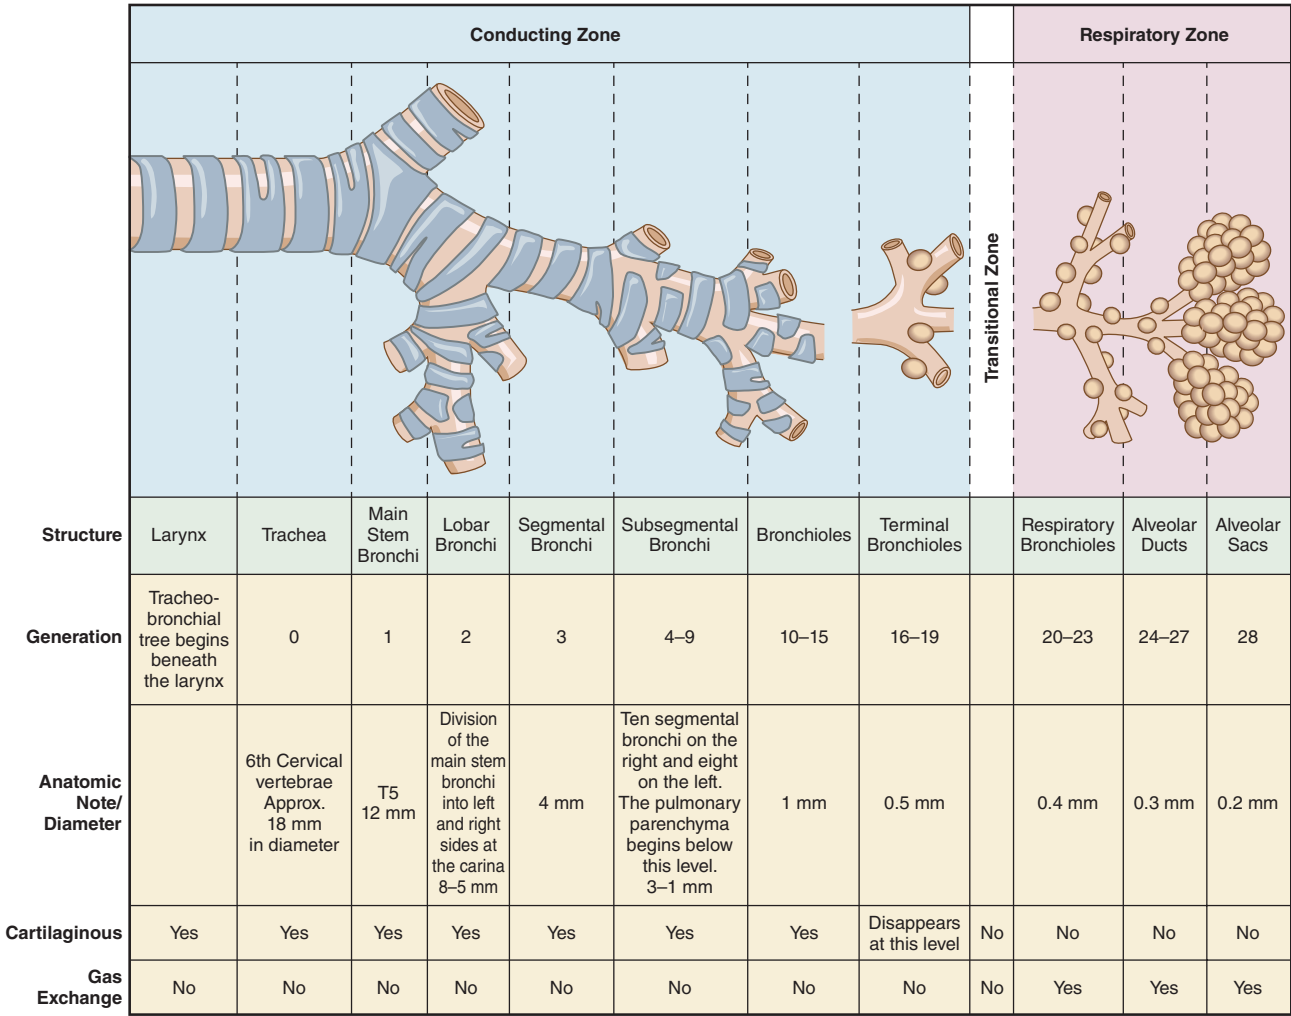 Conducting Zone
Respiratory Zone
Transitional Zone
Structure
Larynx
Trachea
Main
Stem
Bronchi
Lobar
Bronchi
Segmental
Bronchi
Subsegmental
Bronchi
Bronchioles
Terminal
Bronchioles
Respiratory
Bronchioles
Alveolar
Ducts
Alveolar
Sacs
Generation
Tracheo-
bronchial
tree begins
beneath
the larynx
0
1
2
3
4–9
10–15
16–19
20–23
24–27
28
Anatomic
Note/
Diameter
6th Cervical
vertebrae
Approx.
18 mm
in diameter
T5
12 mm
Division
of the
main stem
bronchi
into left
and right
sides at
the carina
8–5 mm
4 mm
Ten segmental
bronchi on the
right and eight
on the left.
The pulmonary
parenchyma
begins below
this level.
3–1 mm
1 mm
0.5 mm
0.4 mm
0.3 mm
0.2 mm
Cartilaginous
Yes
Yes
Yes
Yes
Yes
Yes
Yes
Disappears
at this level
No
No
No
No
Gas
Exchange
No
No
No
No
No
No
No
No
No
Yes
Yes
Yes